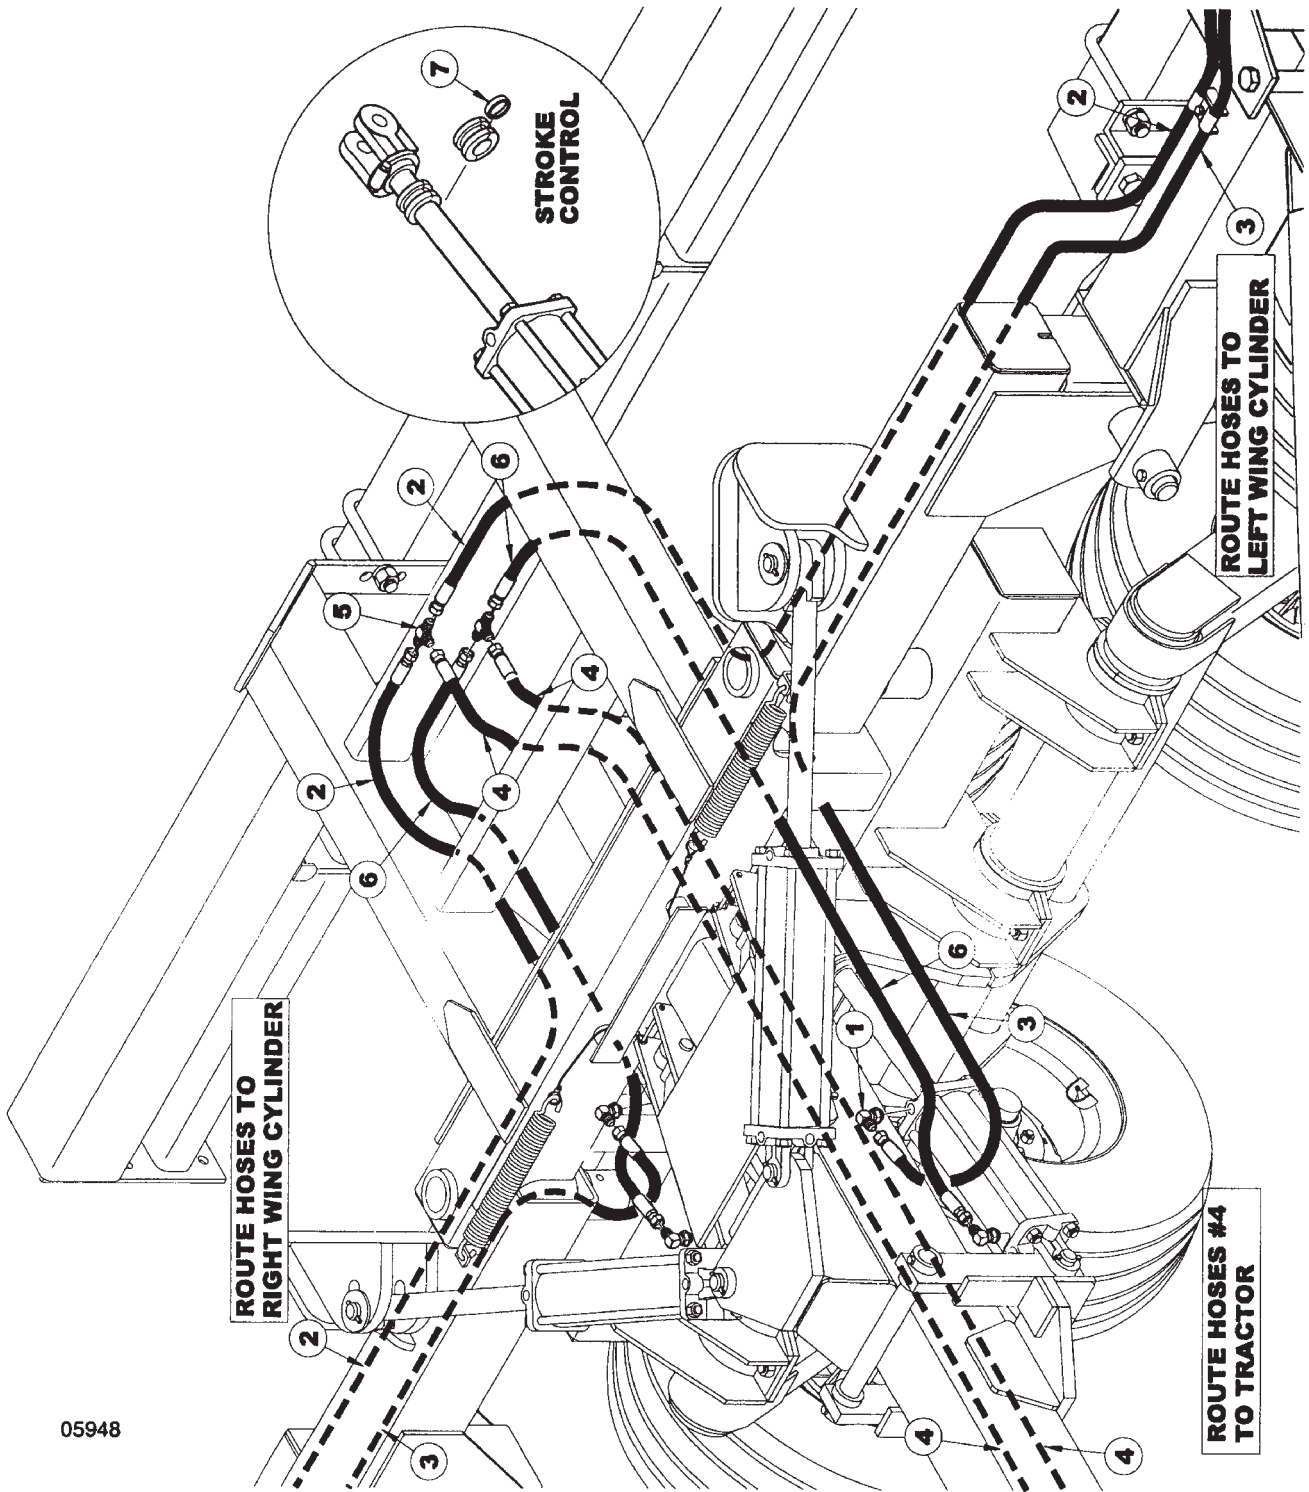 7
STROKE
CONTROL
2
3
ROUTE HOSES TO
LEFT WING CYLINDER
2
6
5
4
4
2
6
6
3
1
ROUTE HOSES TO
RIGHT WING CYLINDER
2
3
4
4
ROUTE HOSES #4
TO TRACTOR
05948